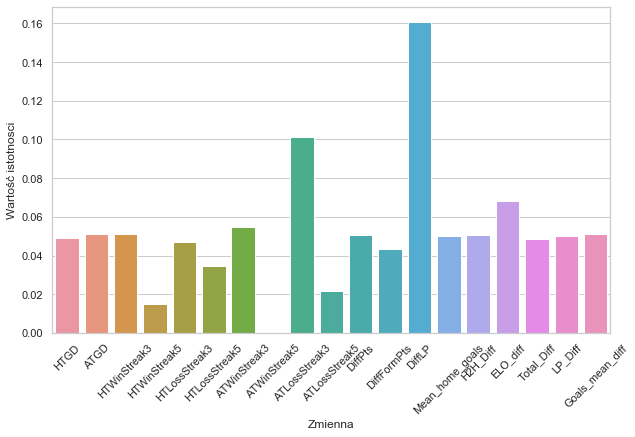 0.16
0.14
0.12
0.10
0.08
0.06
0.04
0.02
0.00
Wartość istotnosci
HTGD
ATGD
HTWinStreak3
HTWinStreak5
HTLossStreak3
HTLossStreak5
ATWinStreak3
ATWinStreak5
ATLossStreak3
ATLossStreak5
DiffPts
DiffFormPts
DiffLP
Mean_home_goals
H2H_Diff
ELO_diff
Total_Diff
LP_Diff
Goals_mean_diff
Zmienna